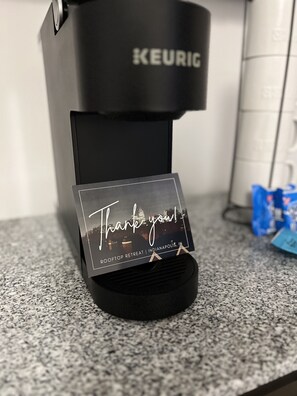 KEURIG
Thank you!
ROOFTOP RETREAT | INDIANAPOLIS